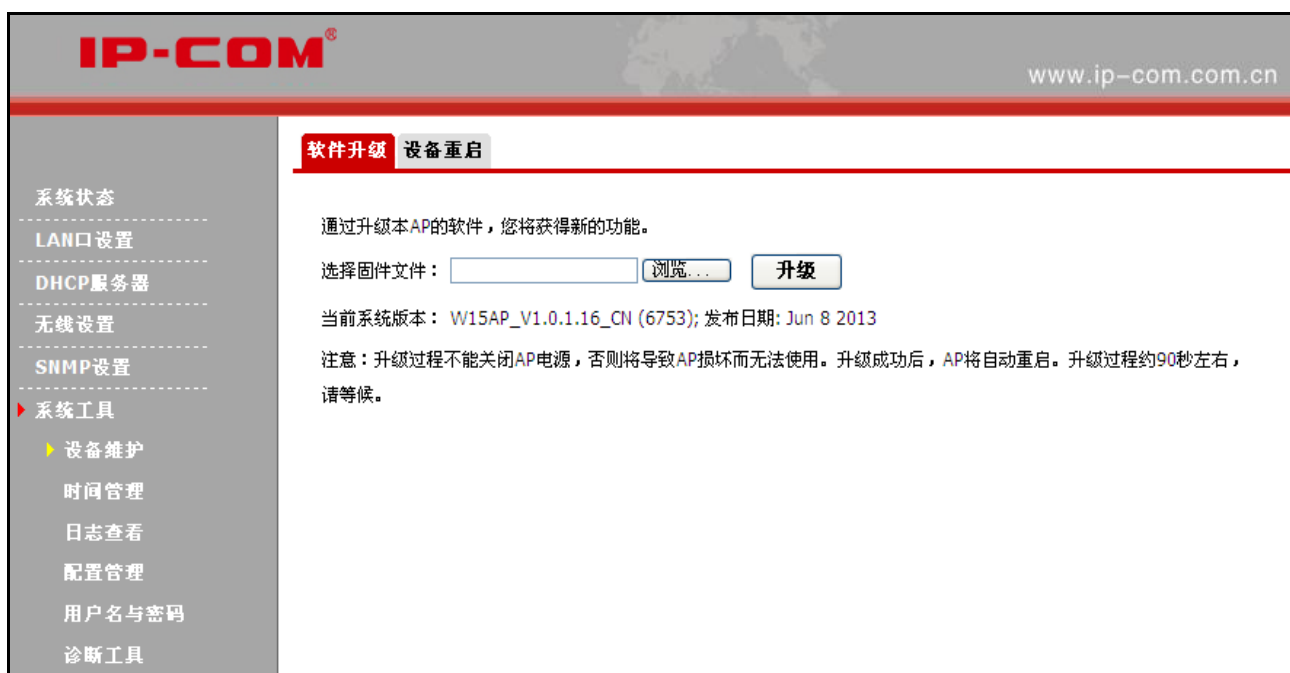 IP-COM®
www.ip-com.com.cn
软件升级 设备重启
系统状态
LAN口设置
DHCP服务器
无线设置
SNMP设置
系统工具
设备维护
时间管理
日志查看
配置管理
用户名与密码
诊断工具
通过升级本AP的软件，您将获得新的功能。
选择固件文件： 浏览... 升级
当前系统版本： W15AP_V1.0.1.16_CN (6753); 发布日期: Jun 8 2013
注意：升级过程不能关闭AP电源，否则将导致AP损坏而无法使用。升级成功后，AP将自动重启。升级过程约90秒左右，
请等候。